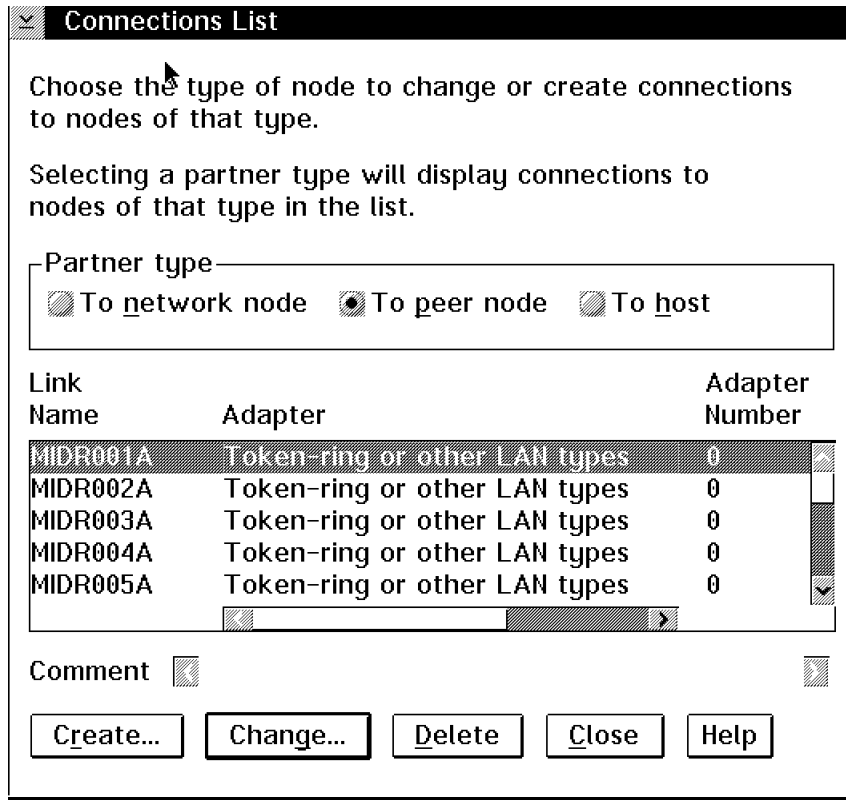 Connections List
Choose the type of node to change or create connections
to nodes of that type.
Selecting a partner type will display connections to
nodes of that type in the list.
Partner type
To network node To peer node To host
Link Adapter
Name Adapter Number
MIDR001A Token-ring or other LAN types 0
MIDR002A Token-ring or other LAN types 0
MIDR003A Token-ring or other LAN types 0
MIDR004A Token-ring or other LAN types 0
MIDR005A Token-ring or other LAN types 0
Comment
Create... Change... Delete Close Help